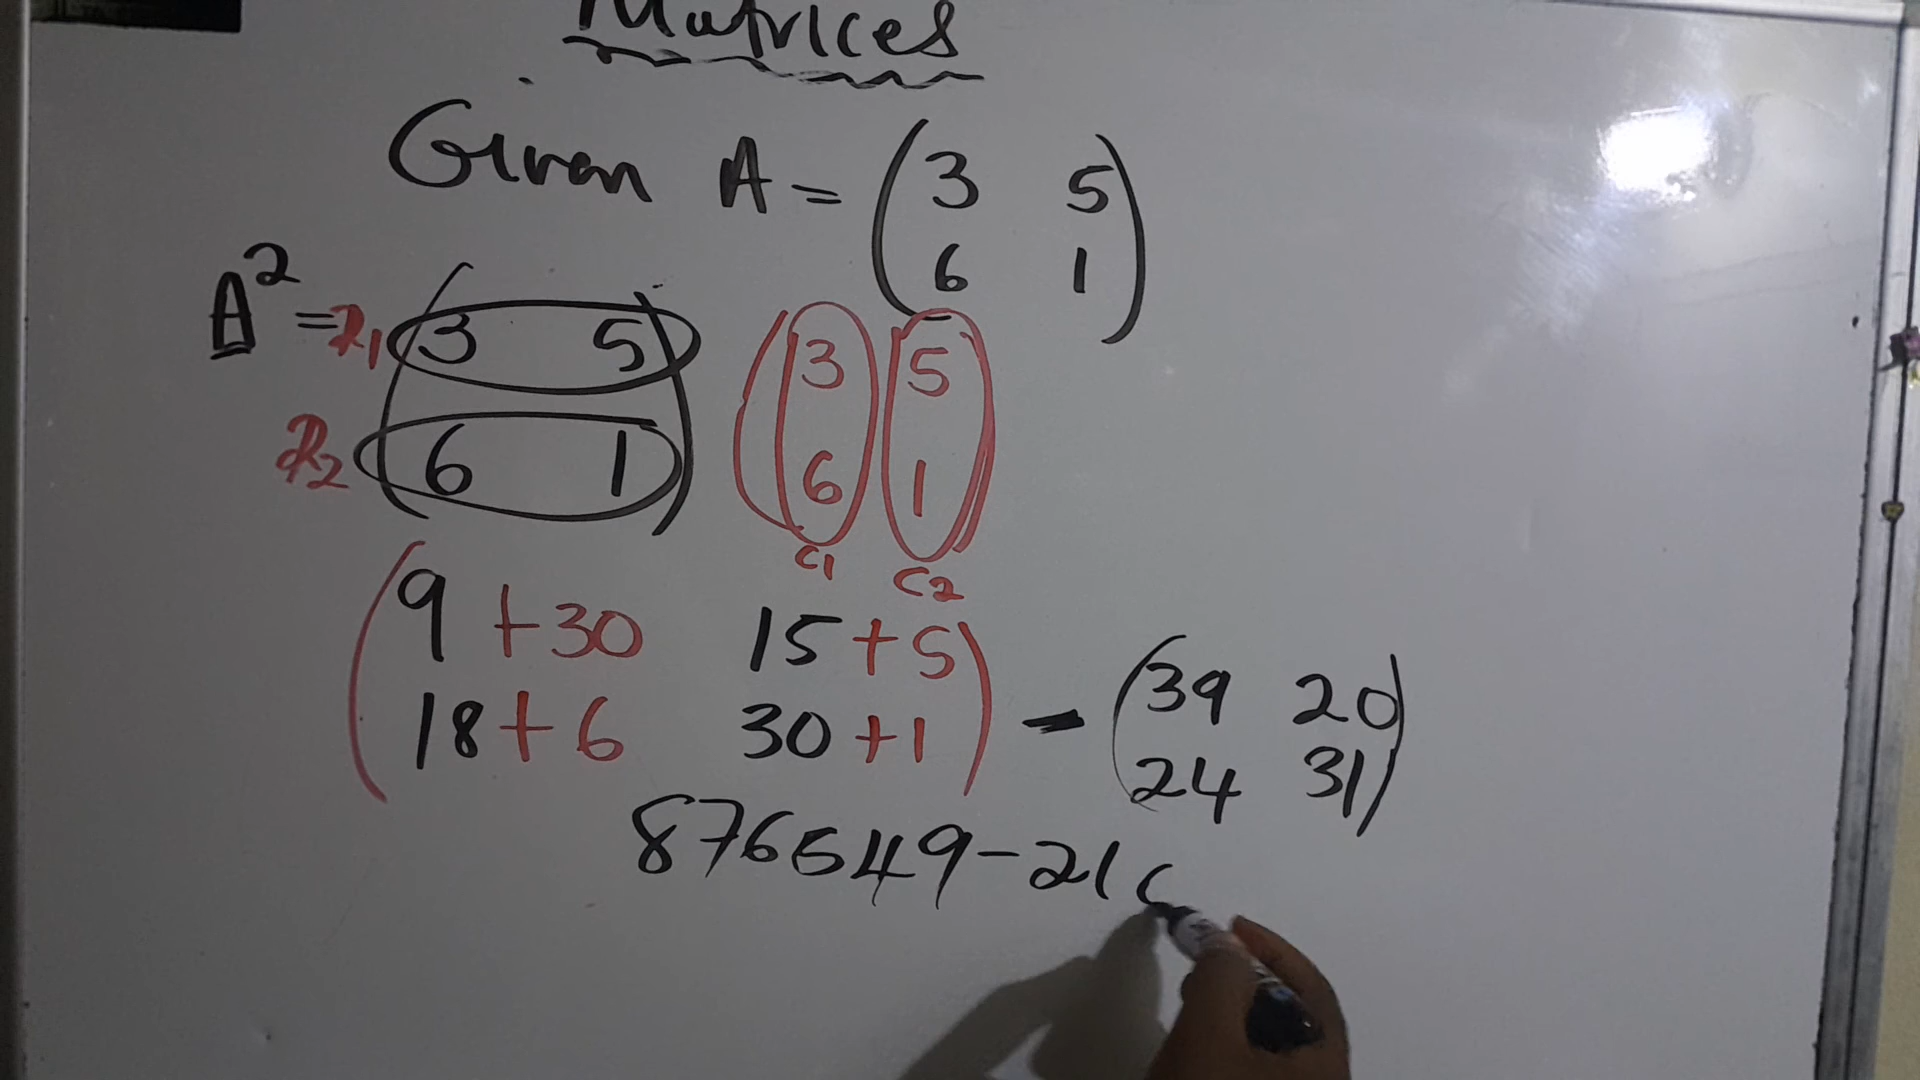 Matrices
Given A = (3 5
6 1)
A² = R1 (3 5 (3 5
R2 6 1) 6 1)
C1 C2
(9 + 30 15 + 5
18 + 6 30 + 1) - (39 20
24 31)
876549-21